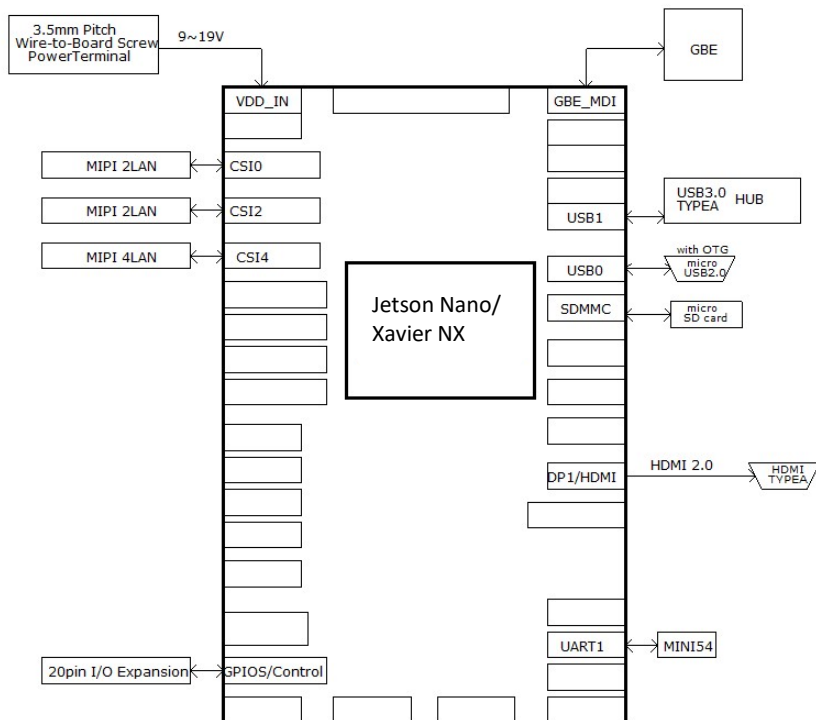 3.5mm Pitch
Wire-to-Board Screw
PowerTerminal
9~19V
GBE
VDD_IN
GBE_MDI
MIPI 2LAN
CSI0
MIPI 2LAN
CSI2
USB1
USB3.0
TYPEA
HUB
MIPI 4LAN
CSI4
USB0
with OTG
micro
USB2.0
Jetson Nano/
Xavier NX
SDMMC
micro
SD card
DP1/HDMI
HDMI 2.0
HDMI
TYPEA
UART1
MINI54
20pin I/O Expansion
GPIOS/Control